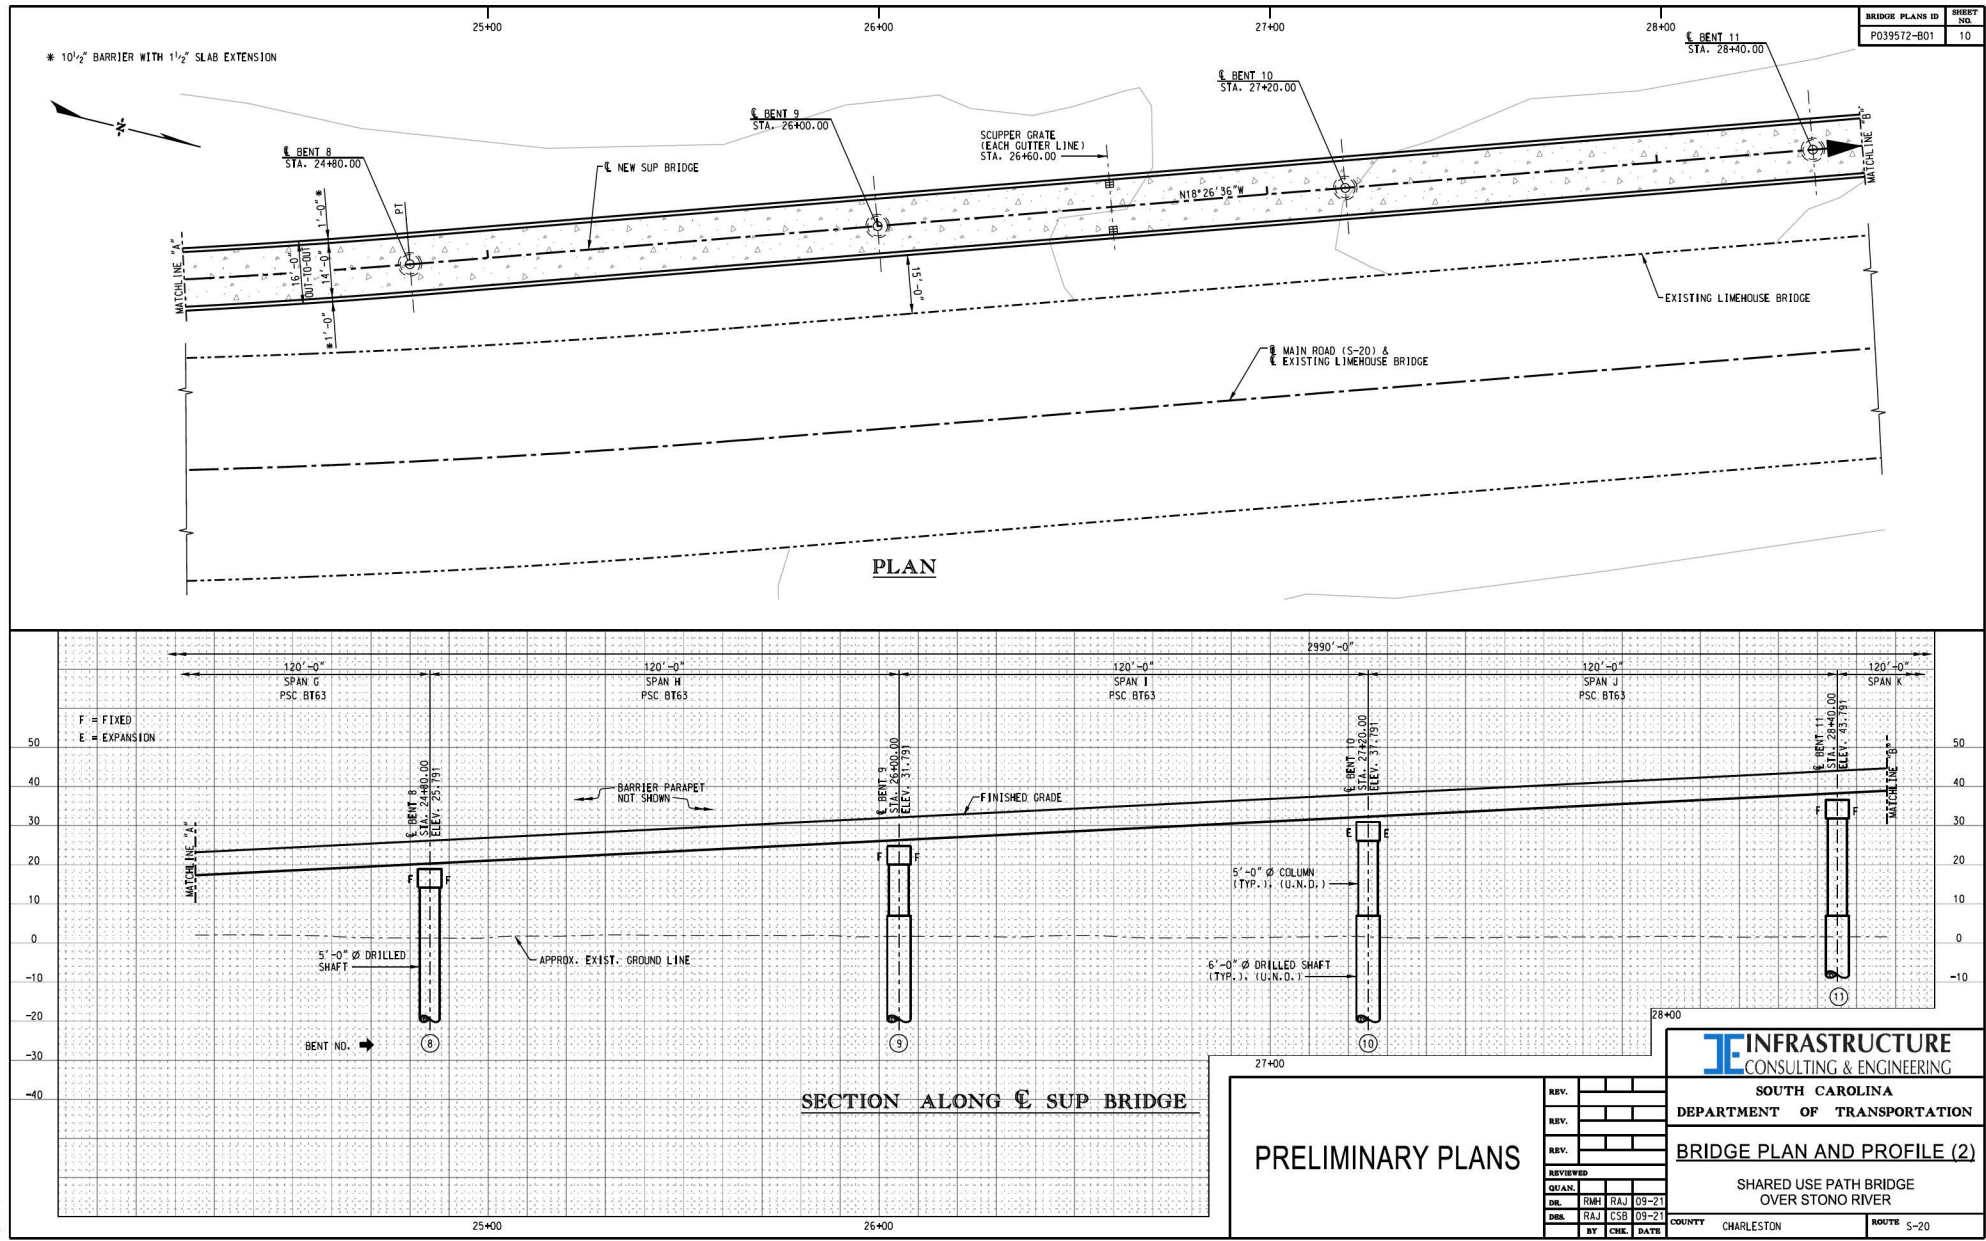 25+00
26+00
27+00
28+00
BRIDGE PLANS ID
SHEET NO.
P039572-B01
10
* 10½" BARRIER WITH 1½" SLAB EXTENSION
-N-
℄ BENT 8
STA. 24+80.00
℄ BENT 9
STA. 26+00.00
℄ BENT 10
STA. 27+20.00
℄ BENT 11
STA. 28+40.00
SCUPPER GRATE
(EACH GUTTER LINE)
STA. 26+60.00
℄ NEW SUP BRIDGE
N18°26'36"W
PT
MATCHLINE "A"
MATCHLINE "B"
1'-0" *
16'-0"
OUT-TO-OUT
14'-0"
*1'-0"
15'-0"
EXISTING LIMEHOUSE BRIDGE
℄ MAIN ROAD (S-20) &
℄ EXISTING LIMEHOUSE BRIDGE
PLAN
2990'-0"
120'-0"
SPAN G
PSC BT63
120'-0"
SPAN H
PSC BT63
120'-0"
SPAN I
PSC BT63
120'-0"
SPAN J
PSC BT63
120'-0"
SPAN K
F = FIXED
E = EXPANSION
50
40
30
20
10
0
-10
-20
-30
-40
50
40
30
20
10
0
-10
MATCHLINE "A"
℄ BENT 8
STA. 24+80.00
ELEV. 25.791
℄ BENT 9
STA. 26+00.00
ELEV. 31.791
℄ BENT 10
STA. 27+20.00
ELEV. 37.791
℄ BENT 11
STA. 28+40.00
ELEV. 43.791
MATCHLINE "B"
BARRIER PARAPET
NOT SHOWN
FINISHED GRADE
F F
F F
E E
F F
5'-0" Ø COLUMN
(TYP.), (U.N.O.)
5'-0" Ø DRILLED
SHAFT
APPROX. EXIST. GROUND LINE
6'-0" Ø DRILLED SHAFT
(TYP.), (U.N.O.)
BENT NO.
8
9
10
11
SECTION ALONG ℄ SUP BRIDGE
25+00
26+00
27+00
28+00
PRELIMINARY PLANS
REV.
REV.
REV.
REVIEWED
QUAN.
DR. RMH RAJ 09-21
DES. RAJ CSB 09-21
BY CHK. DATE
INFRASTRUCTURE
CONSULTING & ENGINEERING
SOUTH CAROLINA
DEPARTMENT OF TRANSPORTATION
BRIDGE PLAN AND PROFILE (2)
SHARED USE PATH BRIDGE
OVER STONO RIVER
COUNTY CHARLESTON
ROUTE S-20